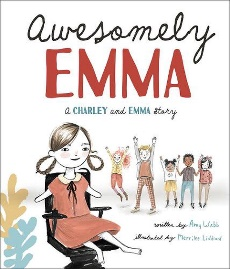 Awesomely
EMMA
A CHARLEY and EMMA Story
written by Amy Webb
illustrated by Merrilee Liddiard